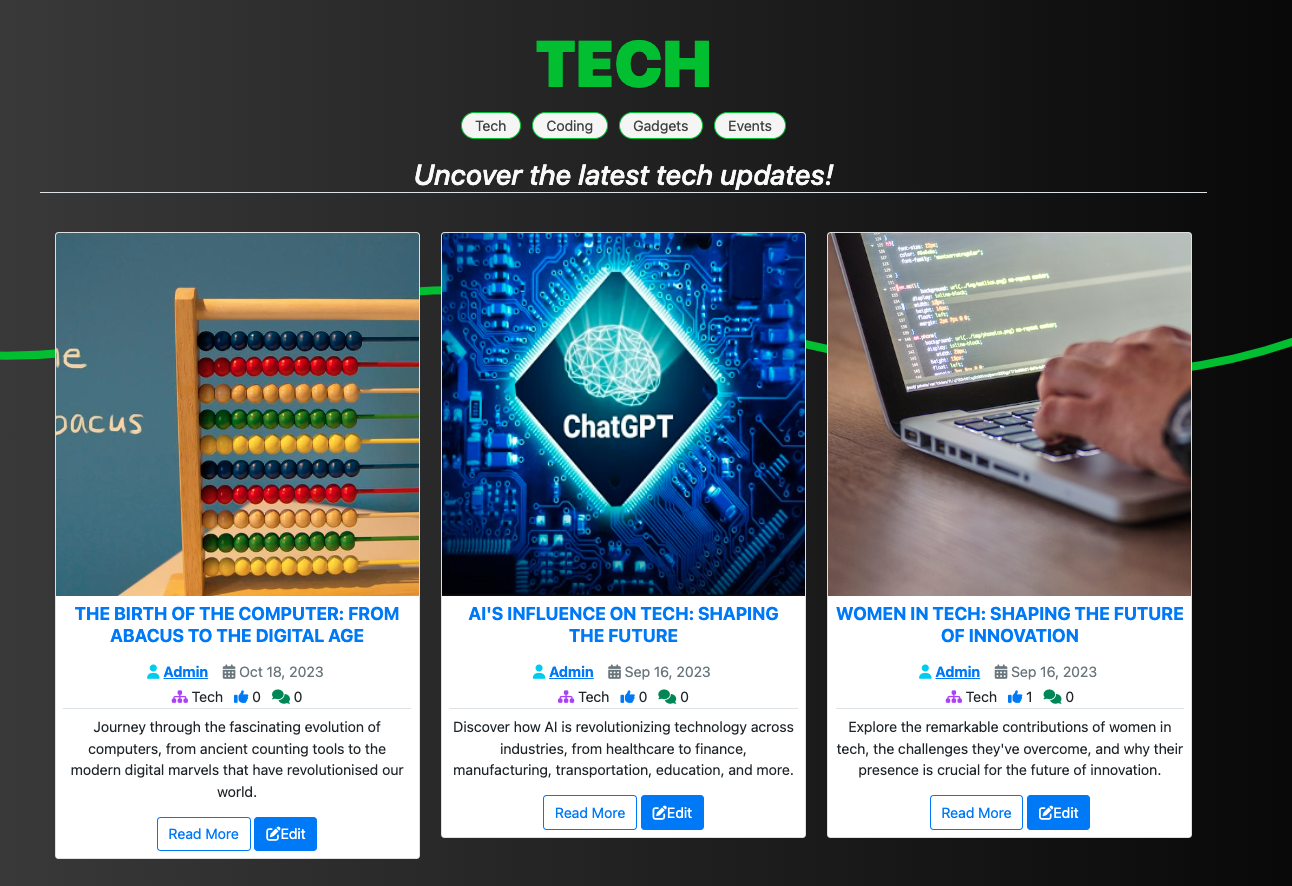 TECH
Tech Coding Gadgets Events
Uncover the latest tech updates!
ne
bacus
ChatGPT
THE BIRTH OF THE COMPUTER: FROM
ABACUS TO THE DIGITAL AGE
Admin Oct 18, 2023
Tech 0 0
Journey through the fascinating evolution of
computers, from ancient counting tools to the
modern digital marvels that have revolutionised our
world.
Read More Edit
AI'S INFLUENCE ON TECH: SHAPING
THE FUTURE
Admin Sep 16, 2023
Tech 0 0
Discover how AI is revolutionizing technology across
industries, from healthcare to finance,
manufacturing, transportation, education, and more.
Read More Edit
WOMEN IN TECH: SHAPING THE FUTURE
OF INNOVATION
Admin Sep 16, 2023
Tech 1 0
Explore the remarkable contributions of women in
tech, the challenges they've overcome, and why their
presence is crucial for the future of innovation.
Read More Edit